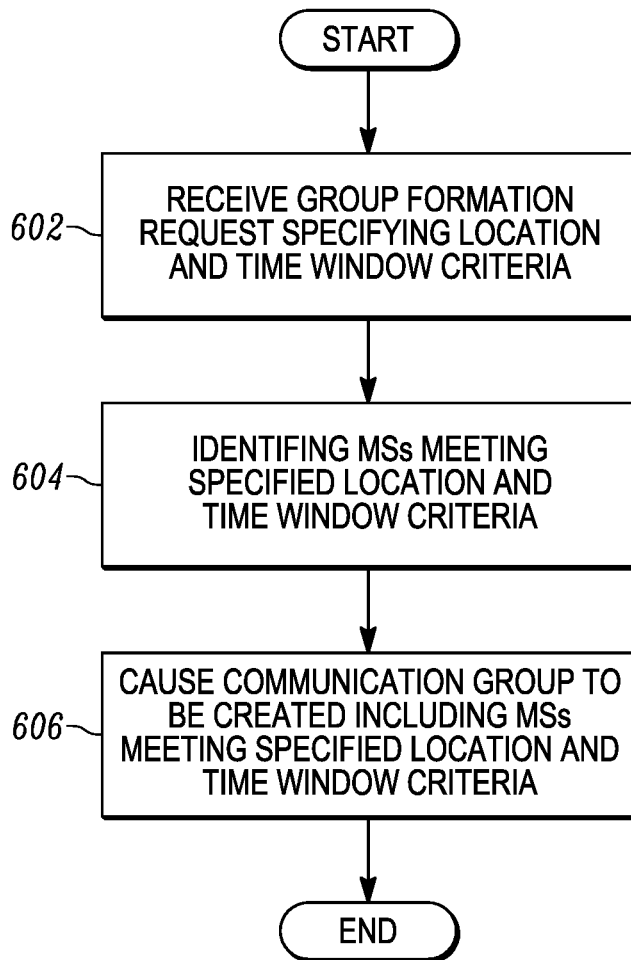 START
602
RECEIVE GROUP FORMATION
REQUEST SPECIFYING LOCATION
AND TIME WINDOW CRITERIA
604
IDENTIFING MSs MEETING
SPECIFIED LOCATION AND
TIME WINDOW CRITERIA
606
CAUSE COMMUNICATION GROUP TO
BE CREATED INCLUDING MSs
MEETING SPECIFIED LOCATION AND
TIME WINDOW CRITERIA
END